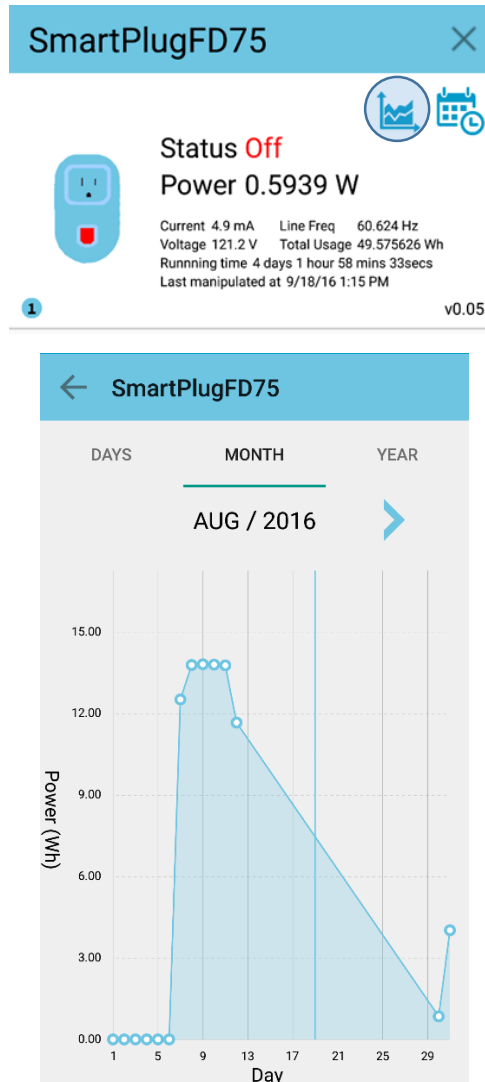 SmartPlugFD75
Status Off
Power 0.5939 W
Current 4.9 mA Line Freq 60.624 Hz
Voltage 121.2 V Total Usage 49.575626 Wh
Runnning time 4 days 1 hour 58 mins 33secs
Last manipulated at 9/18/16 1:15 PM
1 v0.05
SmartPlugFD75
DAYS MONTH YEAR
AUG / 2016
15.00
12.00
9.00
6.00
3.00
0.00
Power (Wh)
1 5 9 13 17 21 25 29
Day